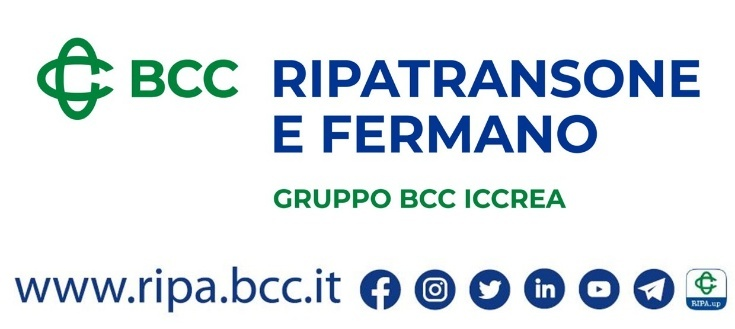 BCC RIPATRANSONE
E FERMANO
GRUPPO BCC ICCREA
www.ripa.bcc.it
RIPA.up